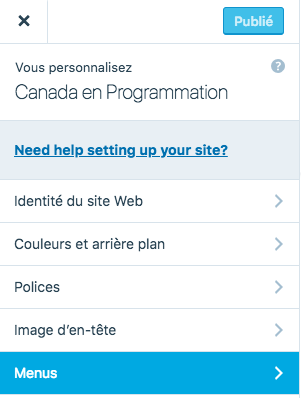 Publié
Vous personnalisez
Canada en Programmation
Need help setting up your site?
Identité du site Web
Couleurs et arrière plan
Polices
Image d’en-tête
Menus